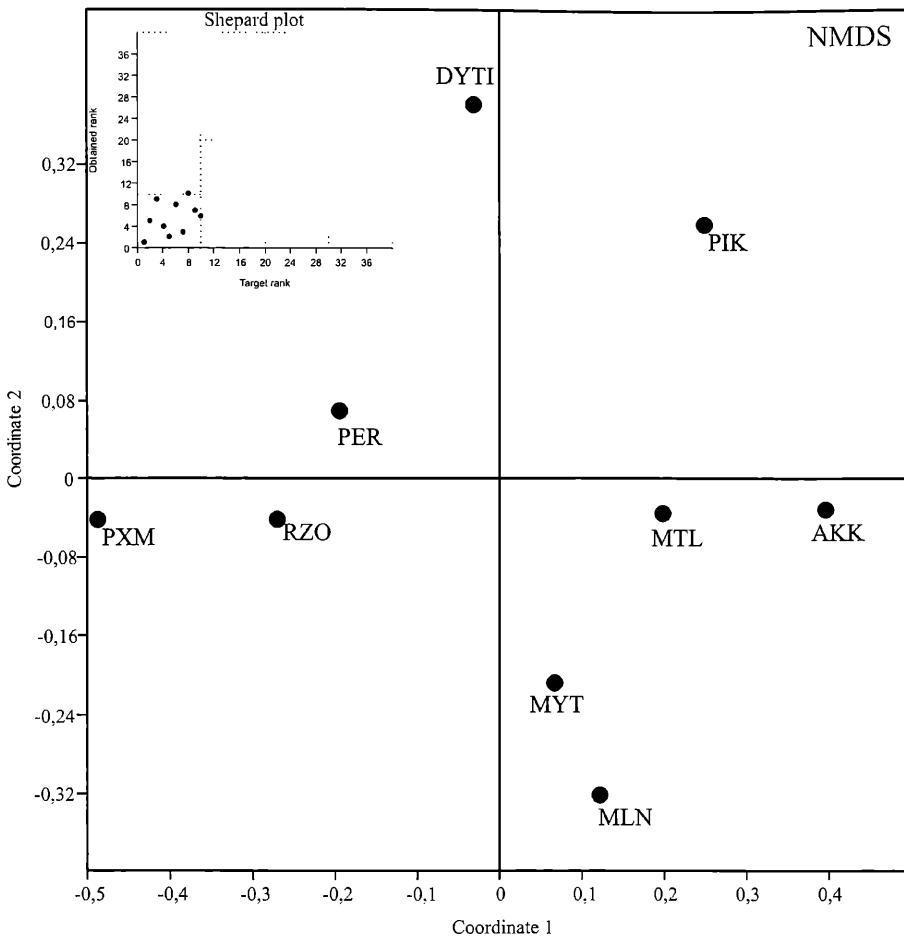 Shepard plot
NMDS
36
32
28
24
20
16
12
8
4
0
Obtained rank
0 4 8 12 16 20 24 28 32 36
Target rank
DYTI
PIK
PER
PXM
RZO
MTL
AKK
MYT
MLN
0,32
0,24
0,16
0,08
0
-0,08
-0,16
-0,24
-0,32
Coordinate 2
-0,5 -0,4 -0,3 -0,2 -0,1 0 0,1 0,2 0,3 0,4
Coordinate 1